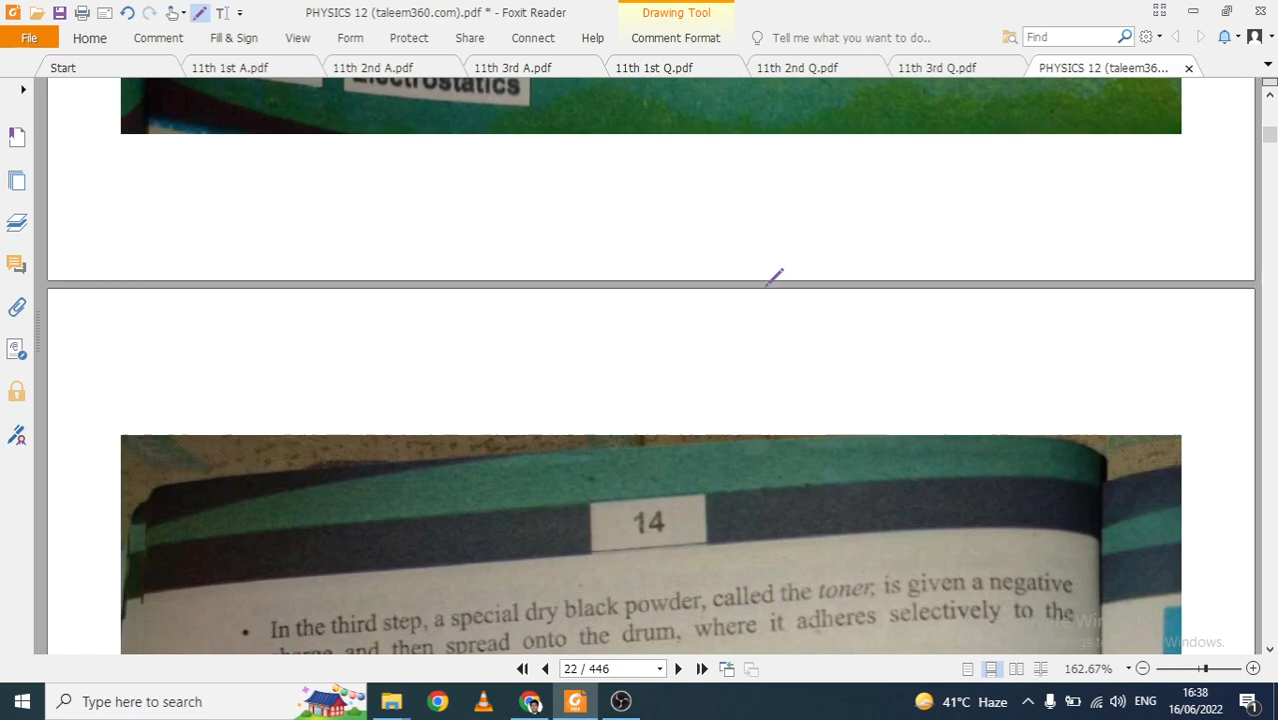 PHYSICS 12 (taleem360.com).pdf * - Foxit Reader
Drawing Tool
File Home Comment Fill & Sign View Form Protect Share Connect Help Comment Format Tell me what you want to do.. Find
Start 11th 1st A.pdf 11th 2nd A.pdf 11th 3rd A.pdf 11th 1st Q.pdf 11th 2nd Q.pdf 11th 3rd Q.pdf PHYSICS 12 (taleem36...
Electrostatics
14
• In the third step, a special dry black powder, called the toner, is given a negative
charge and then spread onto the drum, where it adheres selectively to the
22 / 446
162.67%
Type here to search
41°C Haze
ENG
16:38
16/06/2022
1